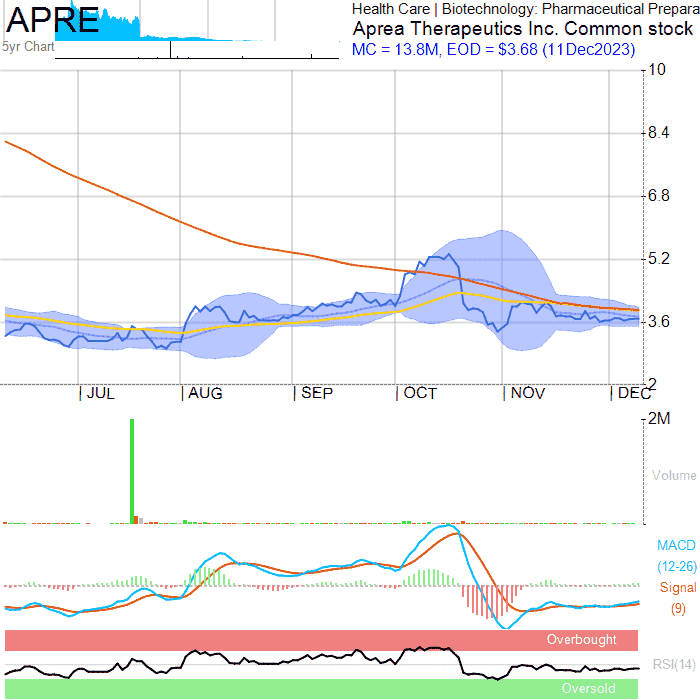 APRE
5yr Chart
Health Care | Biotechnology: Pharmaceutical Prepara
Aprea Therapeutics Inc. Common stock
MC = 13.8M, EOD = $3.68 (11Dec2023)
10
8.4
6.8
5.2
3.6
2
JUL AUG SEP OCT NOV DEC
2M
Volume
MACD
(12-26)
Signal
(9)
Overbought
RSI(14)
Oversold